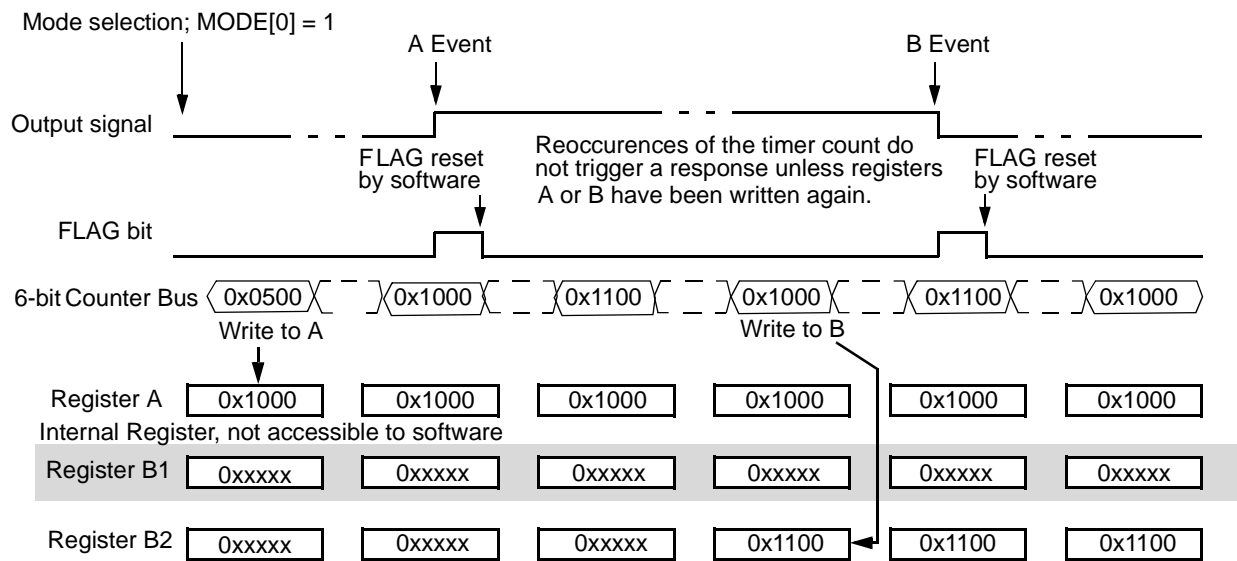 Mode selection; MODE[0] = 1
A Event
B Event
Output signal
FLAG reset
by software
Reoccurences of the timer count do
not trigger a response unless registers
A or B have been written again.
FLAG reset
by software
FLAG bit
6-bit Counter Bus 0x0500 0x1000 0x1100 0x1000 0x1100 0x1000
Write to A
Write to B
Register A 0x1000 0x1000 0x1000 0x1000 0x1000 0x1000
Internal Register, not accessible to software
Register B1 0xxxxx 0xxxxx 0xxxxx 0xxxxx 0xxxxx 0xxxxx
Register B2 0xxxxx 0xxxxx 0xxxxx 0x1100 0x1100 0x1100